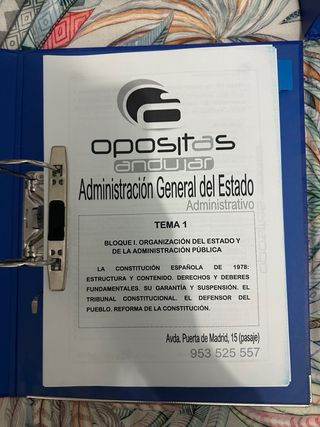 opositas
andujar
Administración General del Estado
Administrativo
TEMA 1
BLOQUE I. ORGANIZACIÓN DEL ESTADO Y
DE LA ADMINISTRACIÓN PÚBLICA
LA CONSTITUCIÓN ESPAÑOLA DE 1978:
ESTRUCTURA Y CONTENIDO. DERECHOS Y DEBERES
FUNDAMENTALES. SU GARANTÍA Y SUSPENSIÓN. EL
TRIBUNAL CONSTITUCIONAL. EL DEFENSOR DEL
PUEBLO. REFORMA DE LA CONSTITUCIÓN.
Avda. Puerta de Madrid, 15 (pasaje)
953 525 557